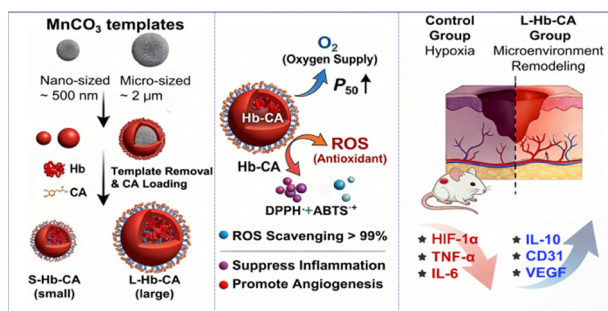 MnCO₃ templates
Nano-sized
~ 500 nm
Micro-sized
~ 2 μm
Hb
CA
Template Removal
& CA Loading
S-Hb-CA
(small)
L-Hb-CA
(large)
O₂
(Oxygen Supply)
P₅₀ ↑
Hb-CA
Hb-CA
ROS
(Antioxidant)
DPPH·+ABTS·⁺
ROS Scavenging > 99%
Suppress Inflammation
Promote Angiogenesis
Control
Group
Hypoxia
L-Hb-CA
Group
Microenvironment
Remodeling
HIF-1α
TNF-α
IL-6
IL-10
CD31
VEGF